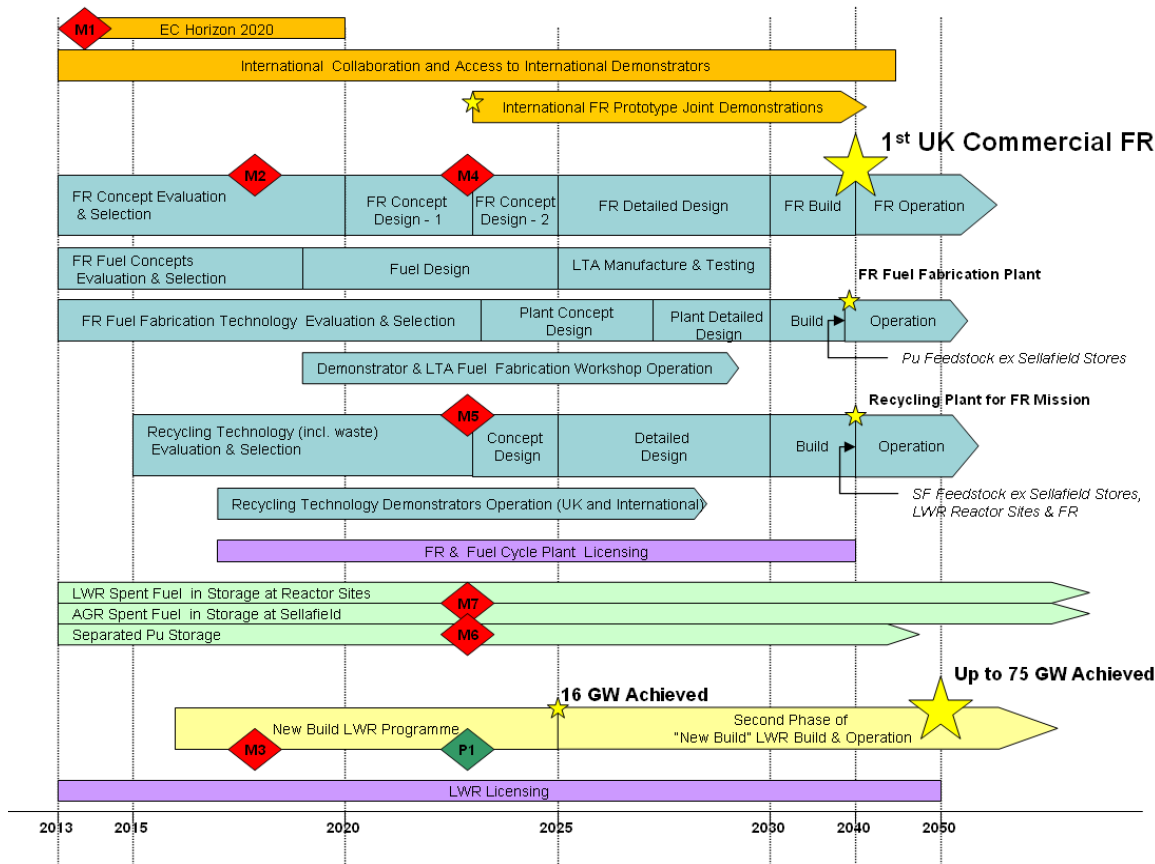 M1
EC Horizon 2020
International Collaboration and Access to International Demonstrators
International FR Prototype Joint Demonstrations
1st UK Commercial FR
M2
M4
FR Concept Evaluation
& Selection
FR Concept
Design - 1
FR Concept
Design - 2
FR Detailed Design
FR Build
FR Operation
FR Fuel Concepts
Evaluation & Selection
Fuel Design
LTA Manufacture & Testing
FR Fuel Fabrication Plant
FR Fuel Fabrication Technology Evaluation & Selection
Plant Concept
Design
Plant Detailed
Design
Build
Operation
Pu Feedstock ex Sellafield Stores
Demonstrator & LTA Fuel Fabrication Workshop Operation
Recycling Plant for FR Mission
M5
Recycling Technology (incl. waste)
Evaluation & Selection
Concept
Design
Detailed
Design
Build
Operation
SF Feedstock ex Sellafield Stores,
LWR Reactor Sites & FR
Recycling Technology Demonstrators Operation (UK and International)
FR & Fuel Cycle Plant Licensing
LWR Spent Fuel in Storage at Reactor Sites
M7
AGR Spent Fuel in Storage at Sellafield
Separated Pu Storage
M6
Up to 75 GW Achieved
16 GW Achieved
New Build LWR Programme
Second Phase of
"New Build" LWR Build & Operation
M3
P1
LWR Licensing
2013
2015
2020
2025
2030
2040
2050